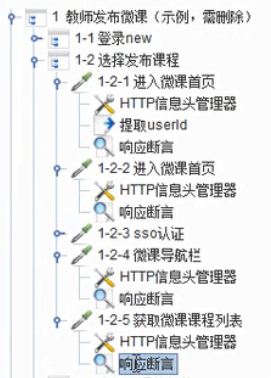 1 教师发布微课（示例，需删除）
1-1 登录new
1-2 选择发布课程
1-2-1 进入微课首页
HTTP信息头管理器
提取userId
响应断言
1-2-2 进入微课首页
HTTP信息头管理器
响应断言
1-2-3 sso认证
1-2-4 微课导航栏
HTTP信息头管理器
响应断言
1-2-5 获取微课课程列表
HTTP信息头管理器
响应断言